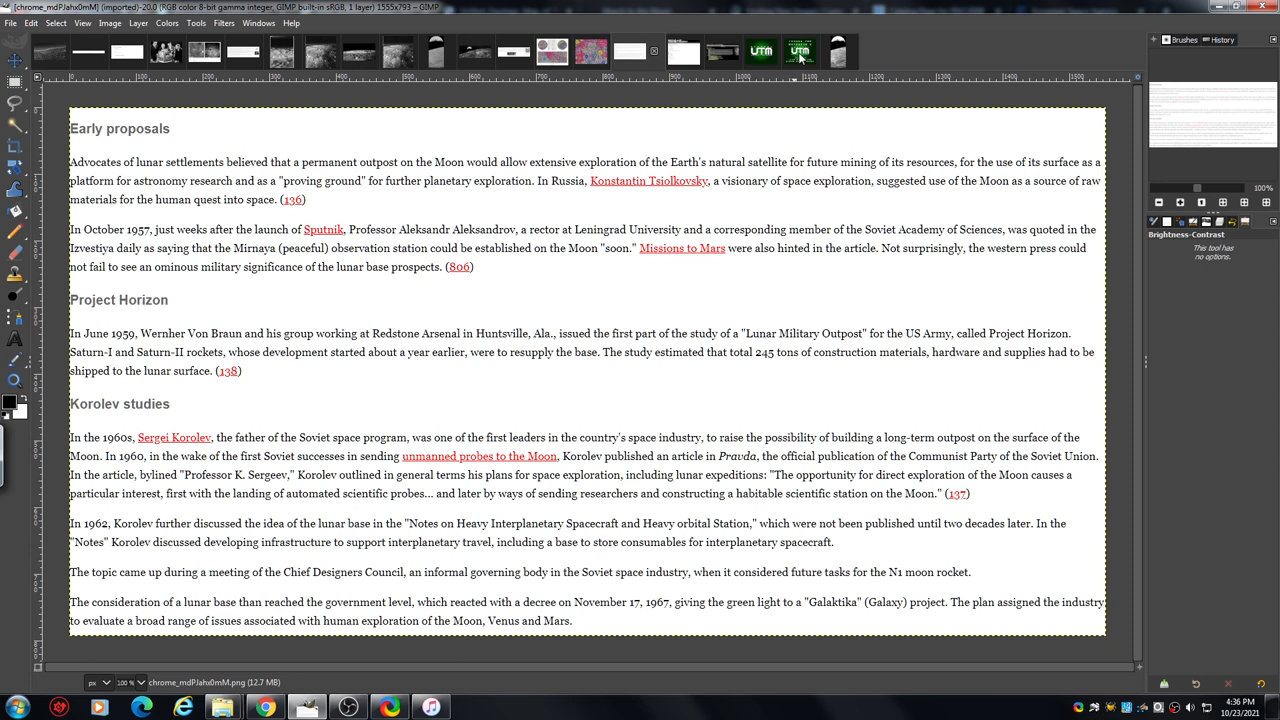 [chrome_mdPJahx0mM] (imported)-20.0 (RGB color 8-bit gamma integer, GIMP built-in sRGB, 1 layer) 1555x793 – GIMP
File Edit Select View Image Layer Colors Tools Filters Windows Help
Brushes History
0 100 200 300 400 500 600 700 800 900 1000 1100 1200 1300 1400 1500
UTM UTM
Early proposals
Advocates of lunar settlements believed that a permanent outpost on the Moon would allow extensive exploration of the Earth's natural satellite for future mining of its resources, for the use of its surface as a
platform for astronomy research and as a "proving ground" for further planetary exploration. In Russia, Konstantin Tsiolkovsky, a visionary of space exploration, suggested use of the Moon as a source of raw
materials for the human quest into space. (136)
In October 1957, just weeks after the launch of Sputnik, Professor Aleksandr Aleksandrov, a rector at Leningrad University and a corresponding member of the Soviet Academy of Sciences, was quoted in the
Izvestiya daily as saying that the Mirnaya (peaceful) observation station could be established on the Moon "soon." Missions to Mars were also hinted in the article. Not surprisingly, the western press could
not fail to see an ominous military significance of the lunar base prospects. (806)
Project Horizon
In June 1959, Wernher Von Braun and his group working at Redstone Arsenal in Huntsville, Ala., issued the first part of the study of a "Lunar Military Outpost" for the US Army, called Project Horizon.
Saturn-I and Saturn-II rockets, whose development started about a year earlier, were to resupply the base. The study estimated that total 245 tons of construction materials, hardware and supplies had to be
shipped to the lunar surface. (138)
Korolev studies
In the 1960s, Sergei Korolev, the father of the Soviet space program, was one of the first leaders in the country's space industry, to raise the possibility of building a long-term outpost on the surface of the
Moon. In 1960, in the wake of the first Soviet successes in sending unmanned probes to the Moon, Korolev published an article in Pravda, the official publication of the Communist Party of the Soviet Union.
In the article, bylined "Professor K. Sergeev," Korolev outlined in general terms his plans for space exploration, including lunar expeditions: "The opportunity for direct exploration of the Moon causes a
particular interest, first with the landing of automated scientific probes... and later by ways of sending researchers and constructing a habitable scientific station on the Moon." (137)
In 1962, Korolev further discussed the idea of the lunar base in the "Notes on Heavy Interplanetary Spacecraft and Heavy orbital Station," which were not been published until two decades later. In the
"Notes" Korolev discussed developing infrastructure to support interplanetary travel, including a base to store consumables for interplanetary spacecraft.
The topic came up during a meeting of the Chief Designers Council, an informal governing body in the Soviet space industry, when it considered future tasks for the N1 moon rocket.
The consideration of a lunar base than reached the government level, which reacted with a decree on November 17, 1967, giving the green light to a "Galaktika" (Galaxy) project. The plan assigned the industry
to evaluate a broad range of issues associated with human exploration of the Moon, Venus and Mars.
100%
Brightness-Contrast
This tool has
no options.
px 100 % chrome_mdPJahx0mM.png (12.7 MB)
4:36 PM
10/23/2021